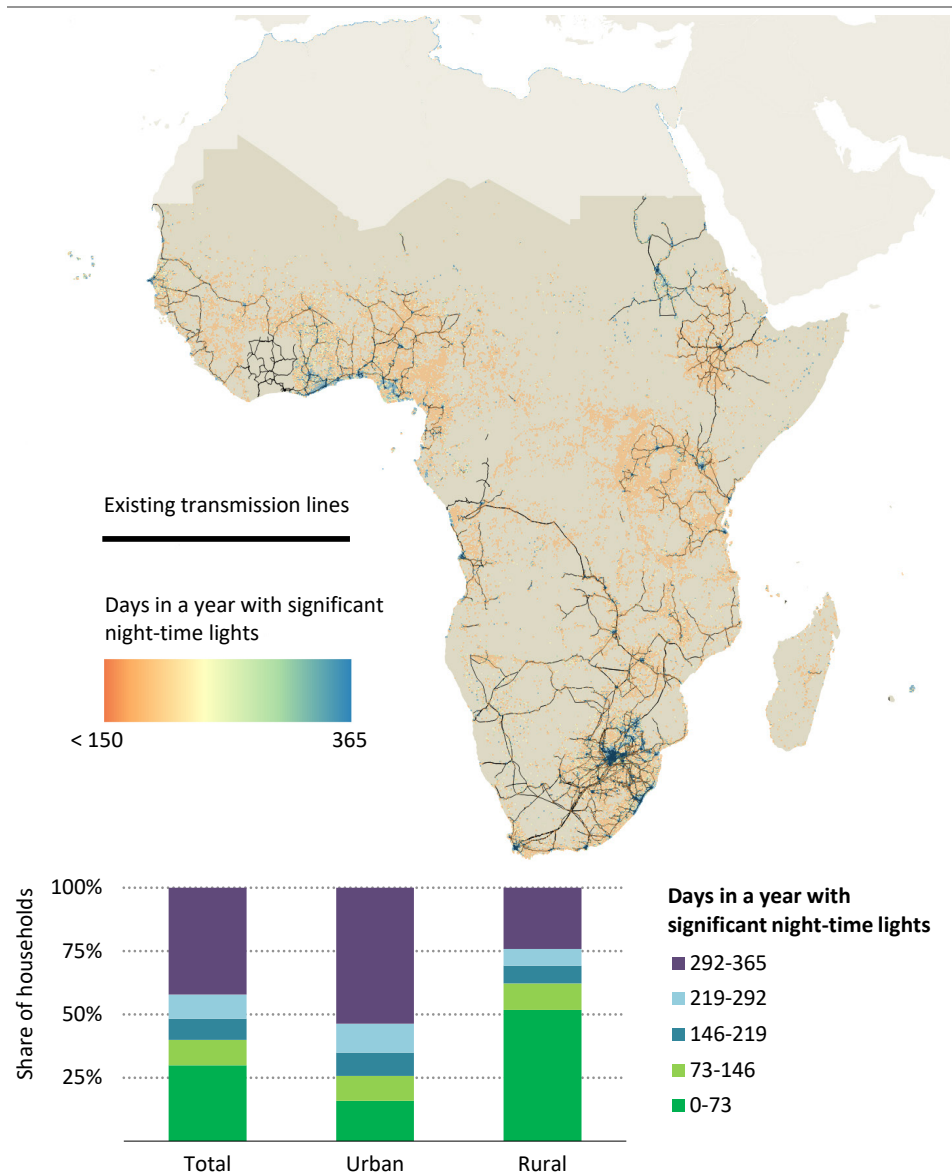 Existing transmission lines
Days in a year with significant
night-time lights
< 150
365
Share of households
100%
75%
50%
25%
Total
Urban
Rural
Days in a year with
significant night-time lights
292-365
219-292
146-219
73-146
0-73